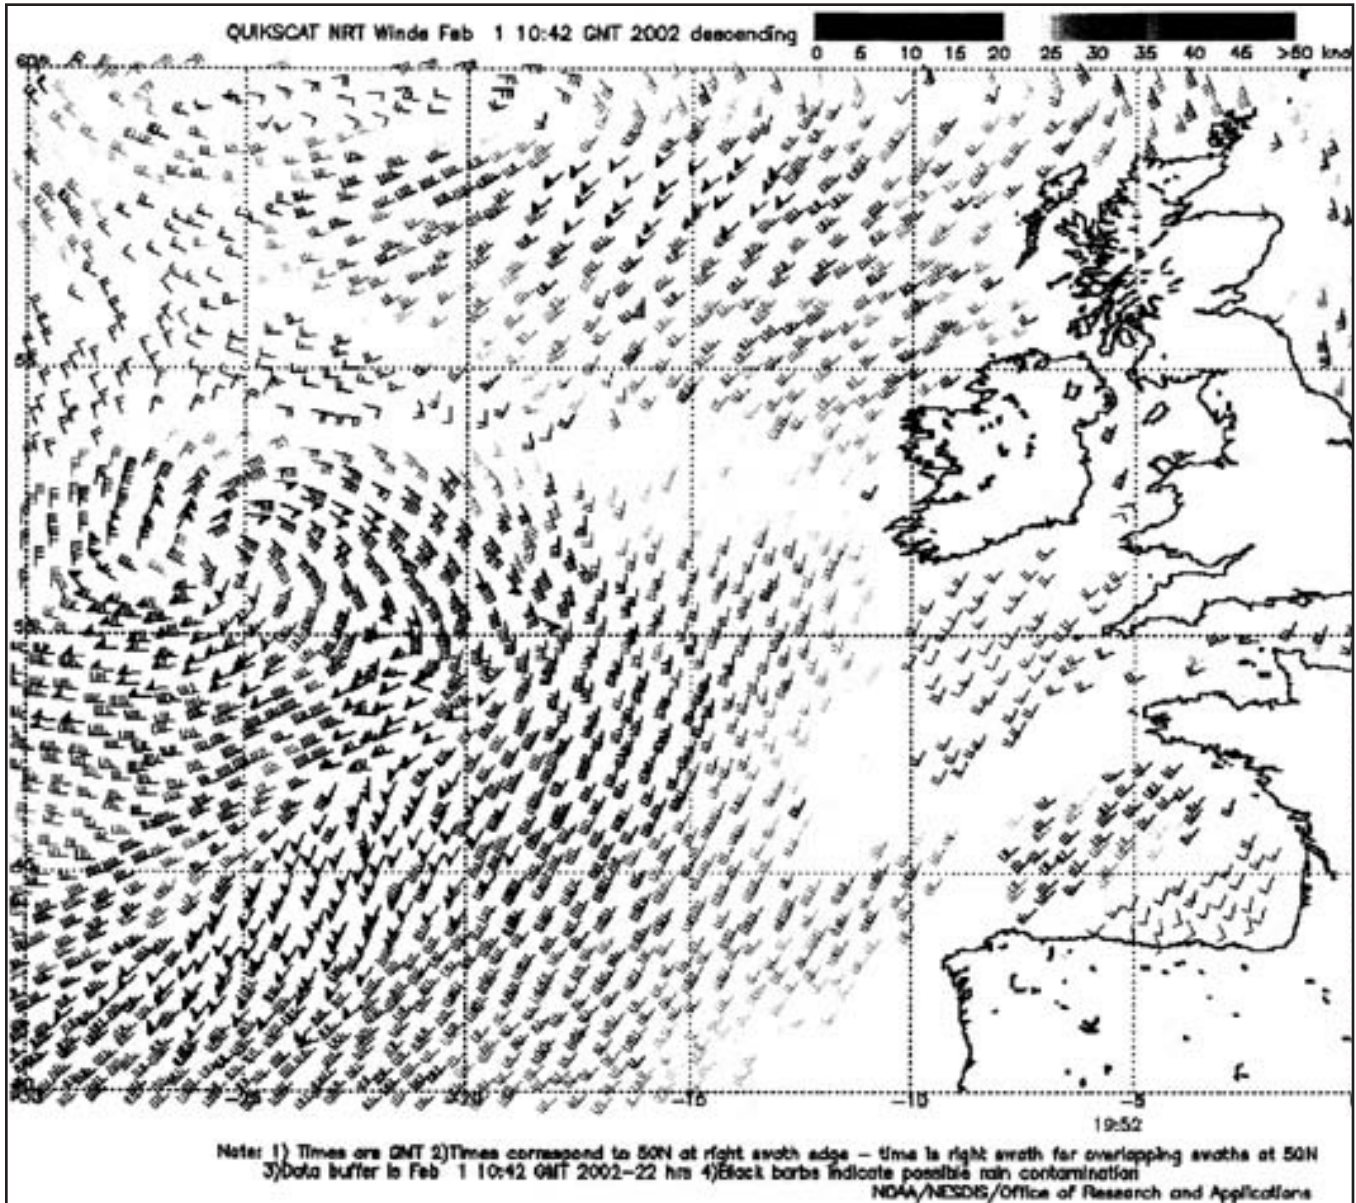 QUIKSCAT NRT Winds Feb 1 10:42 GMT 2002 descending
0 5 10 15 20 25 30 35 40 45 >50 kno
60
-15 -10 -5
19:52
Note: 1) Times are GMT 2)Times correspond to 50N at right swath edge - time is right swath for overlapping swaths at 50N
3)Data buffer is Feb 1 10:42 GMT 2002-22 hrs 4)Black barbs indicate possible rain contamination
NOAA/NESDIS/Office of Research and Applications